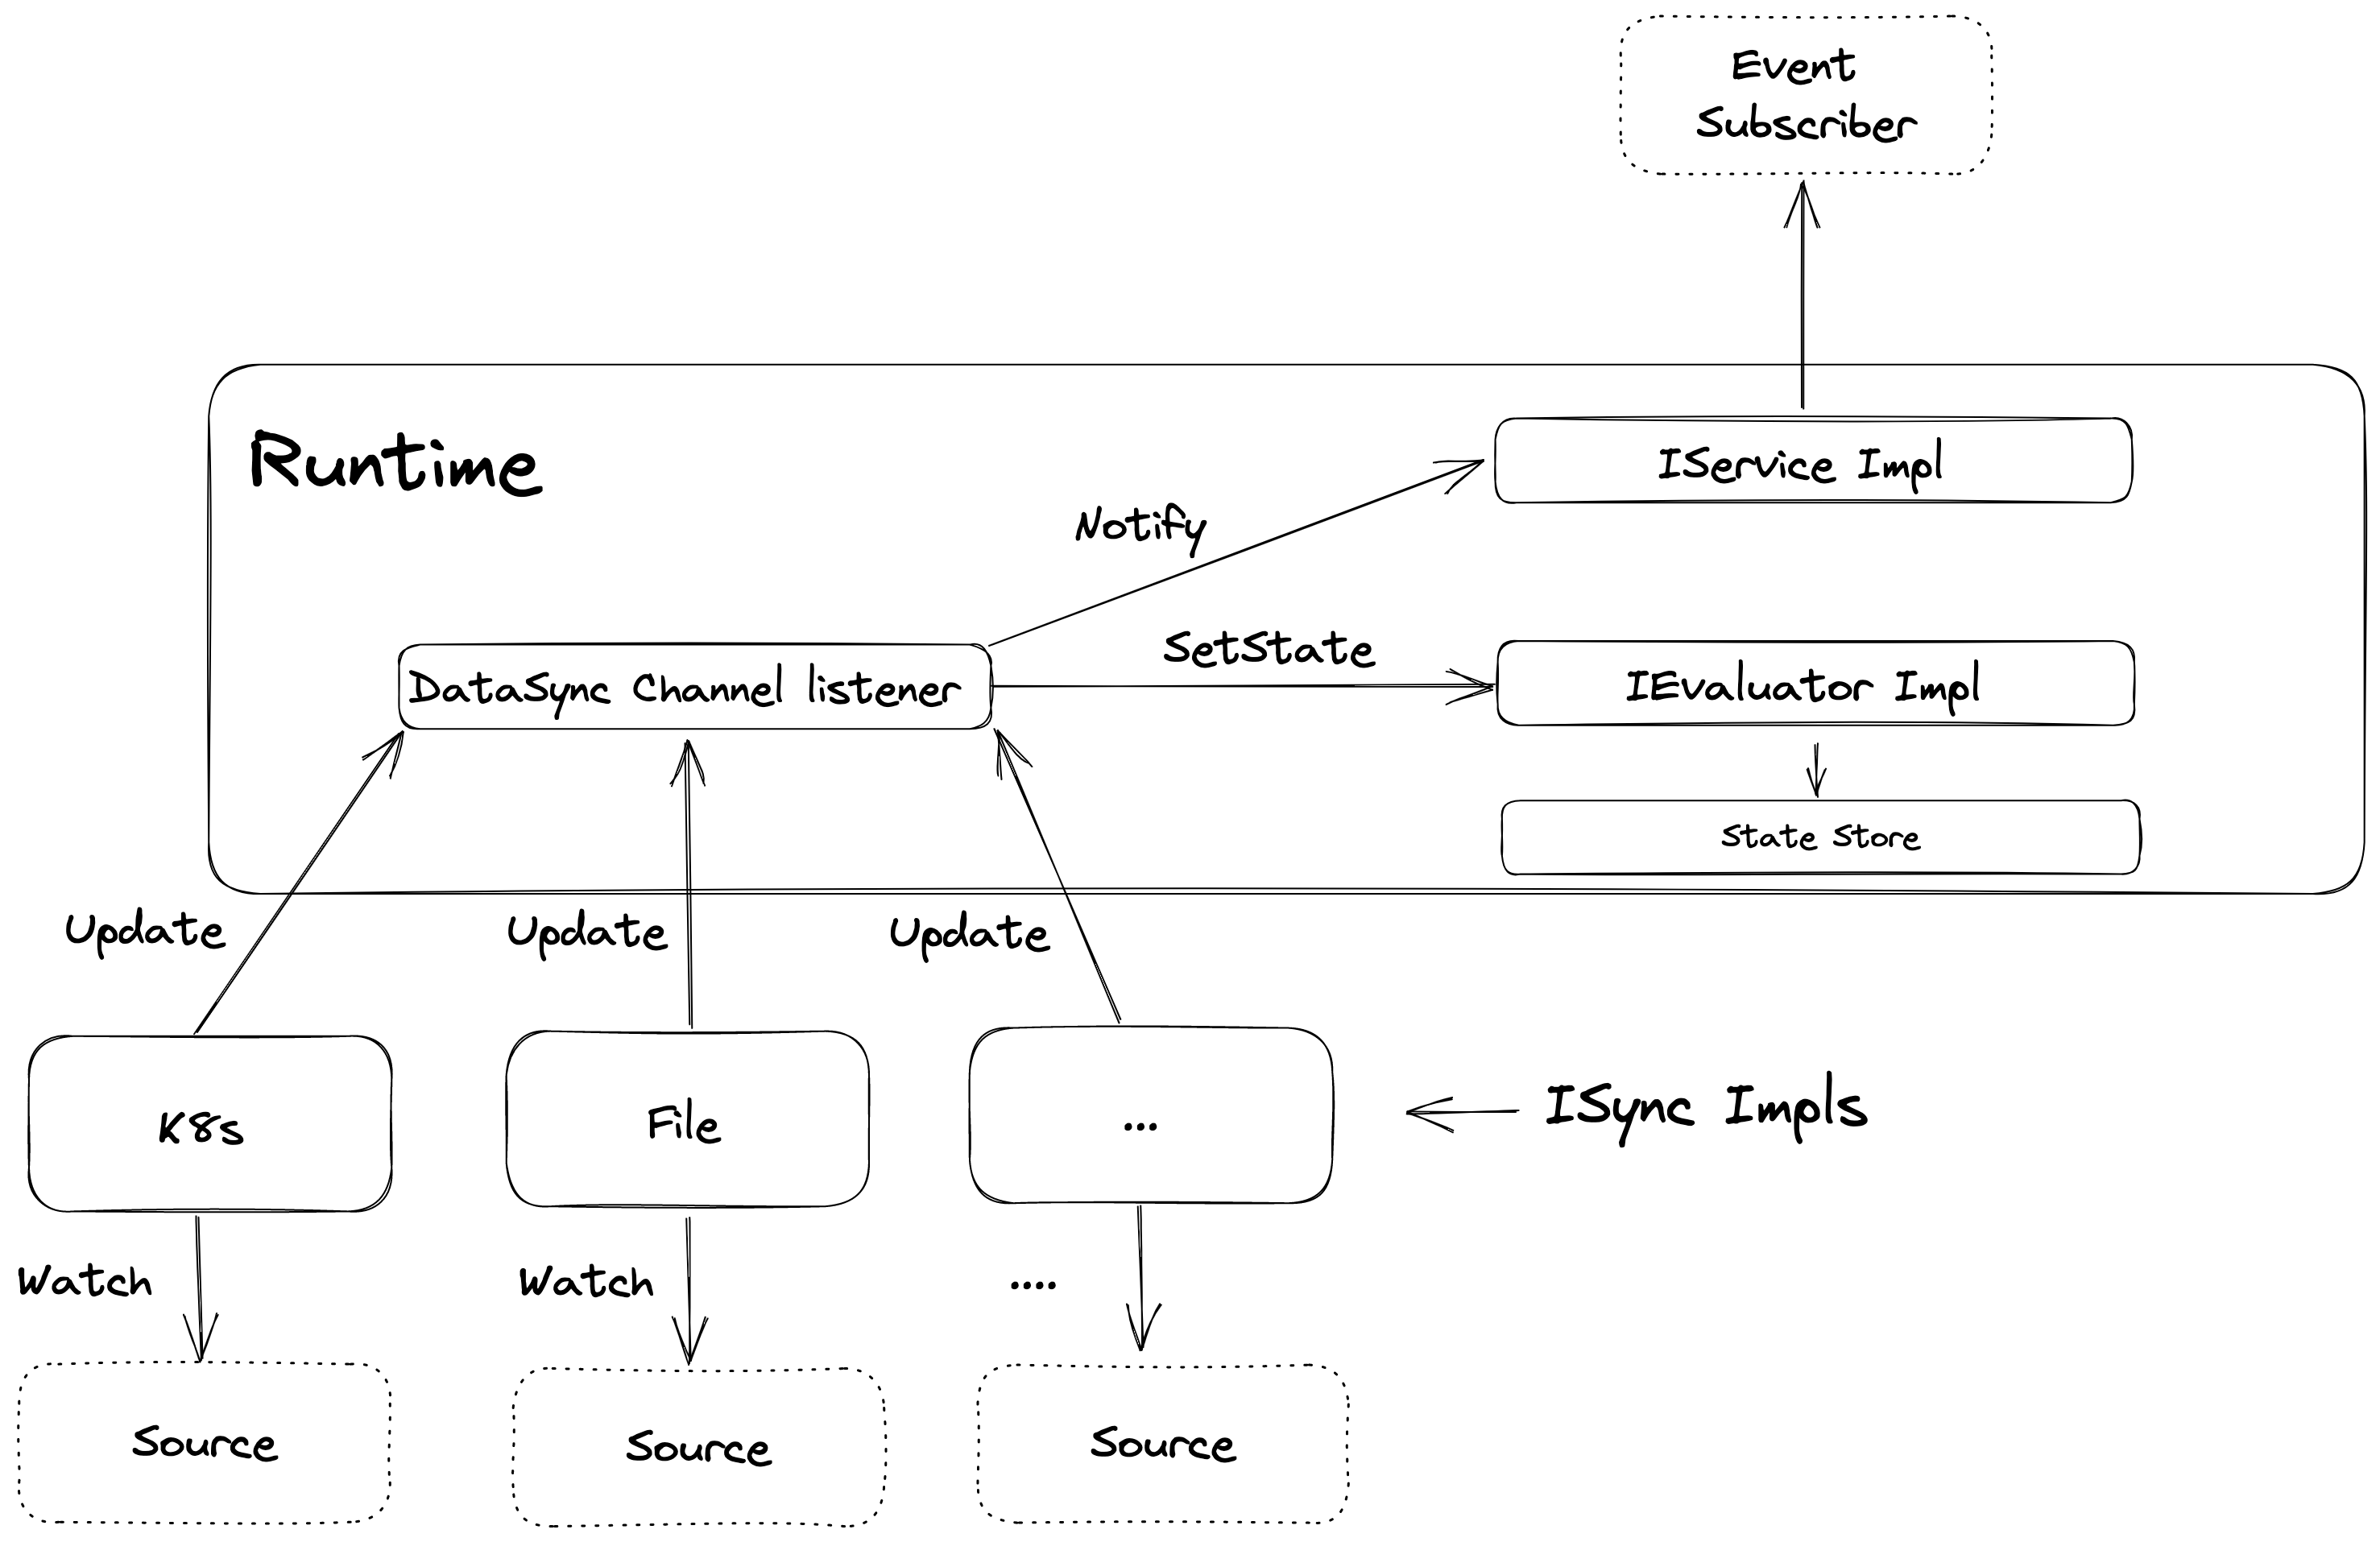 Event
Subscriber
Runtime
IService Impl
Notify
SetState
DataSync Channel listener
IEvaluator Impl
State Store
Update
Update
Update
K8s
File
...
ISync Impls
Watch
Watch
....
Source
Source
Source